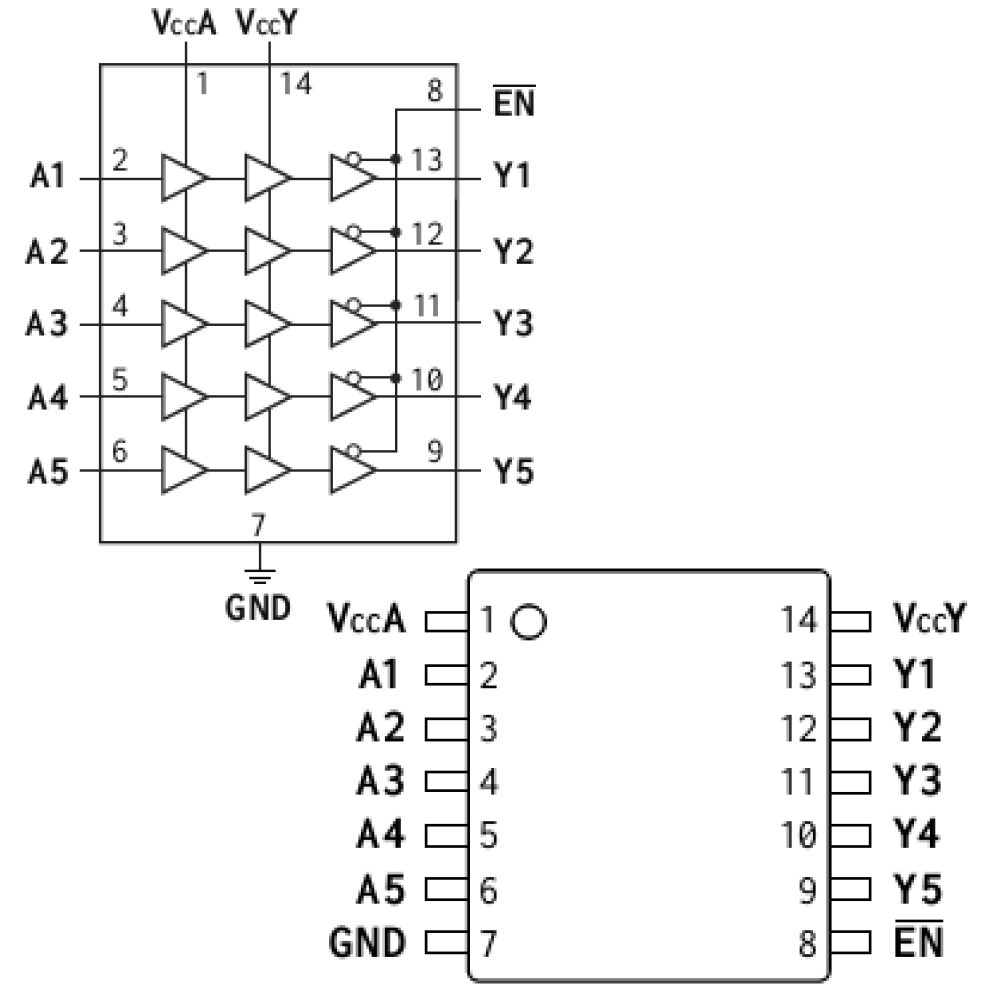 VccA VccY
1 14
8 EN
A1 2 13 Y1
A2 3 12 Y2
A3 4 11 Y3
A4 5 10 Y4
A5 6 9 Y5
7
GND
VccA 1 14 VccY
A1 2 13 Y1
A2 3 12 Y2
A3 4 11 Y3
A4 5 10 Y4
A5 6 9 Y5
GND 7 8 EN